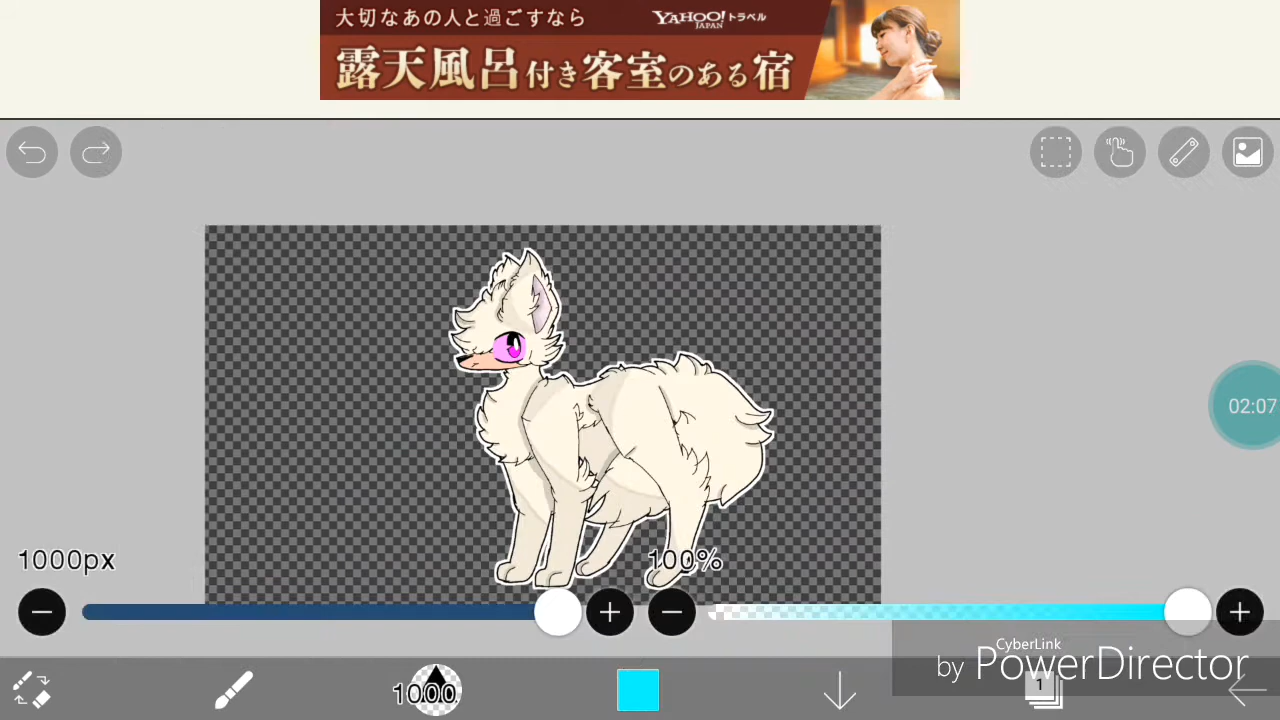 大切なあの人と過ごすなら
YAHOO!トラベル
JAPAN
露天風呂付き客室のある宿
02:07
1000px
100%
CyberLink
by PowerDirector
1000
1